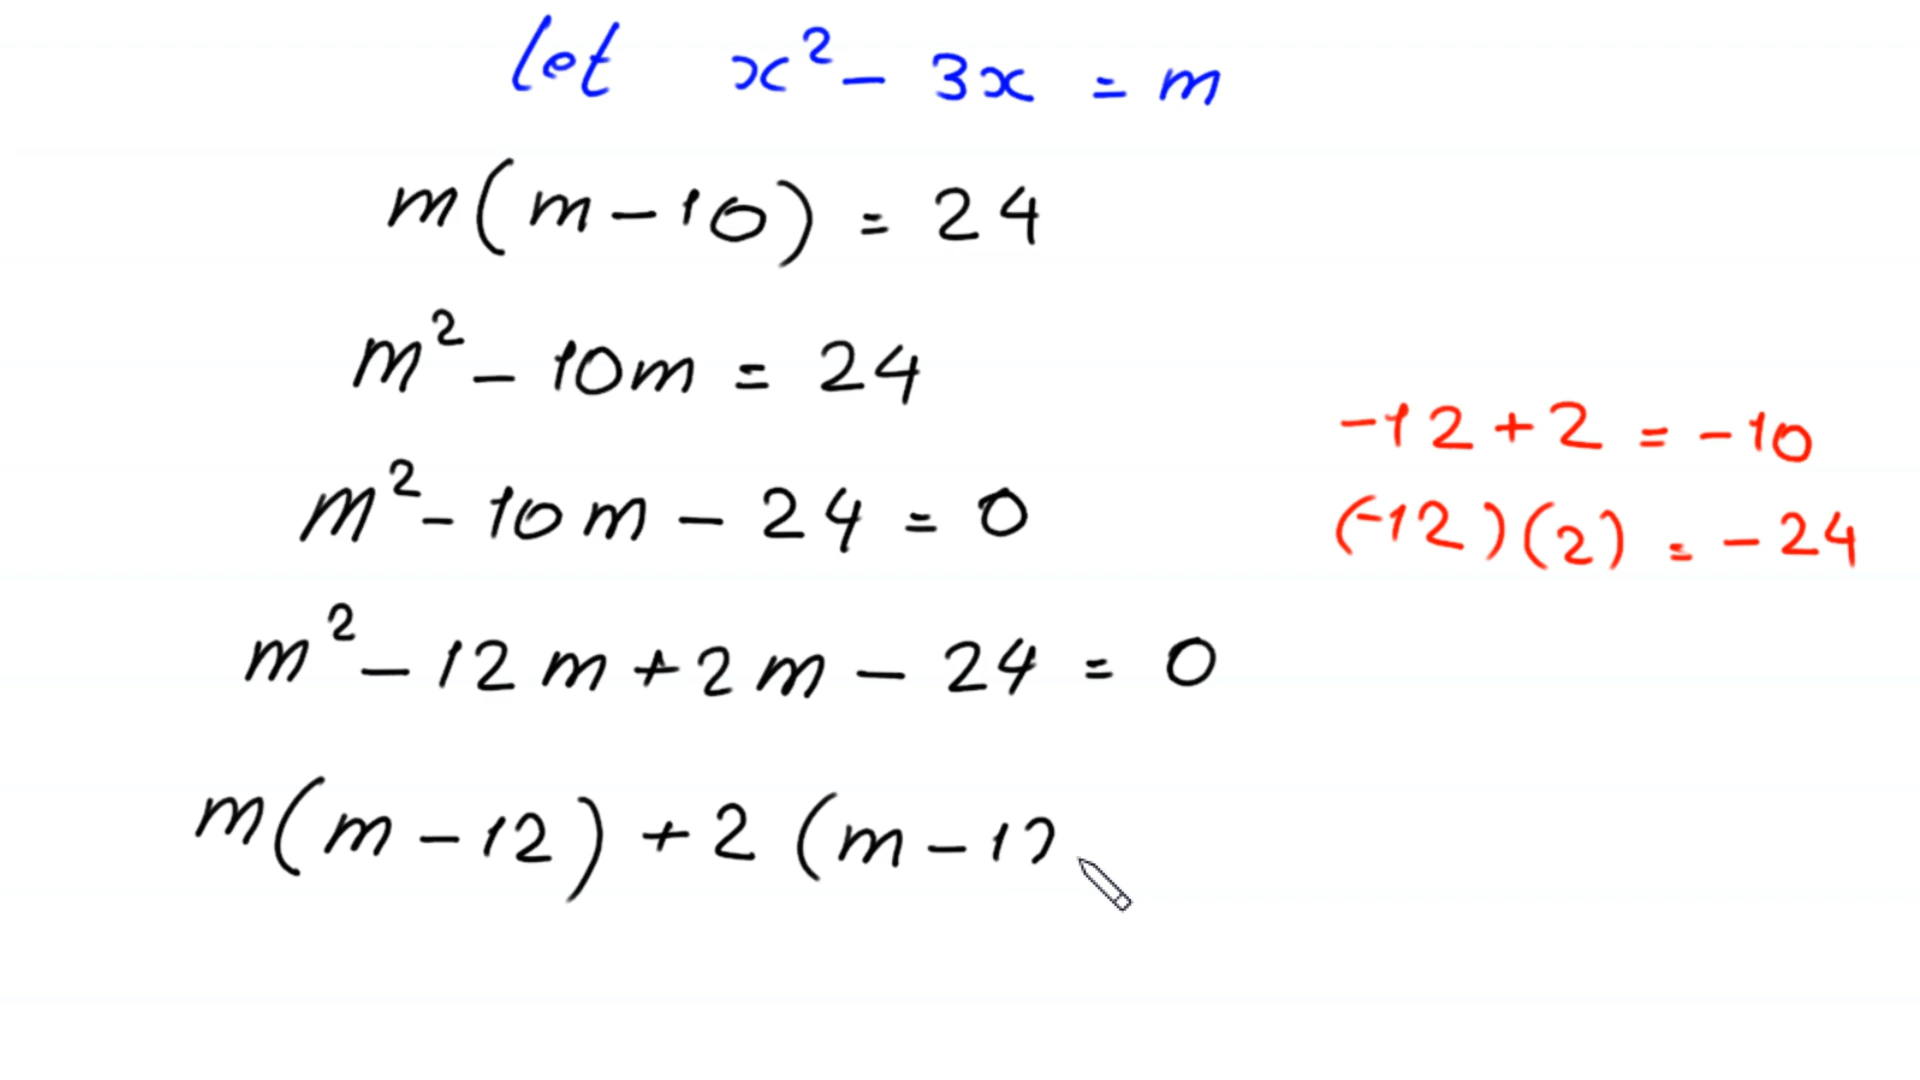 let x² - 3x = m
m(m - 10) = 24
m² - 10m = 24
m² - 10m - 24 = 0
-12 + 2 = -10
(-12)(2) = -24
m² - 12m + 2m - 24 = 0
m(m - 12) + 2(m - 12